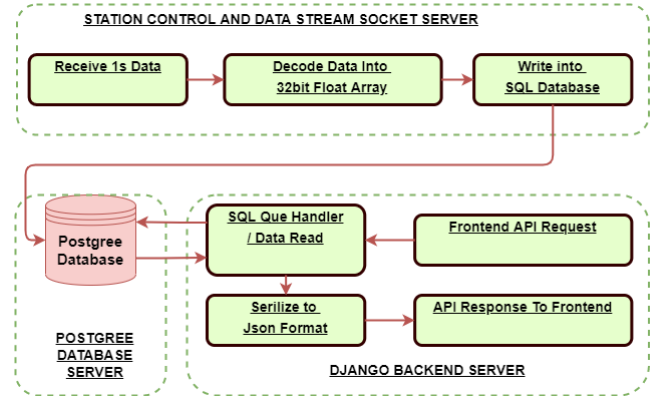 STATION CONTROL AND DATA STREAM SOCKET SERVER
Receive 1s Data
Decode Data Into
32bit Float Array
Write into
SQL Database
Postgree
Database
SQL Que Handler
/ Data Read
Frontend API Request
Serilize to
Json Format
API Response To Frontend
POSTGREE
DATABASE
SERVER
DJANGO BACKEND SERVER